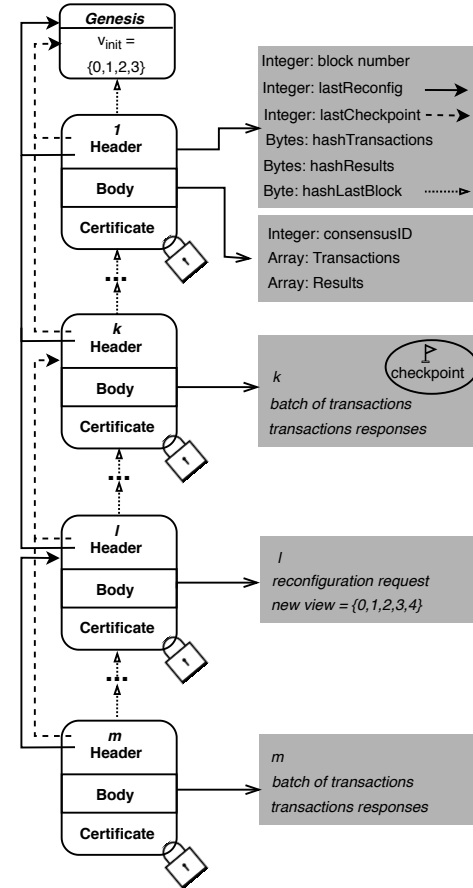 Genesis
v_init =
{0,1,2,3}
1
Header
Body
Certificate
Integer: block number
Integer: lastReconfig
Integer: lastCheckpoint
Bytes: hashTransactions
Bytes: hashResults
Byte: hashLastBlock
Integer: consensusID
Array: Transactions
Array: Results
...
k
Header
Body
Certificate
checkpoint
k
batch of transactions
transactions responses
...
l
Header
Body
Certificate
l
reconfiguration request
new view = {0,1,2,3,4}
...
m
Header
Body
Certificate
m
batch of transactions
transactions responses